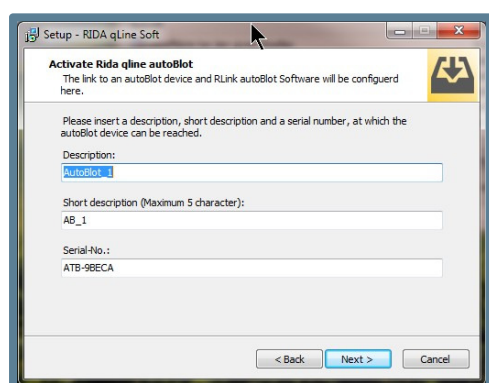 Setup - RIDA qLine Soft
Activate Rida qline autoBlot
The link to an autoBlot device and RLink autoBlot Software will be configuerd
here.
Please insert a description, short description and a serial number, at which the
autoBlot device can be reached.
Description:
AutoBlot_1
Short description (Maximum 5 character):
AB_1
Serial-No.:
ATB-9BECA
< Back Next > Cancel